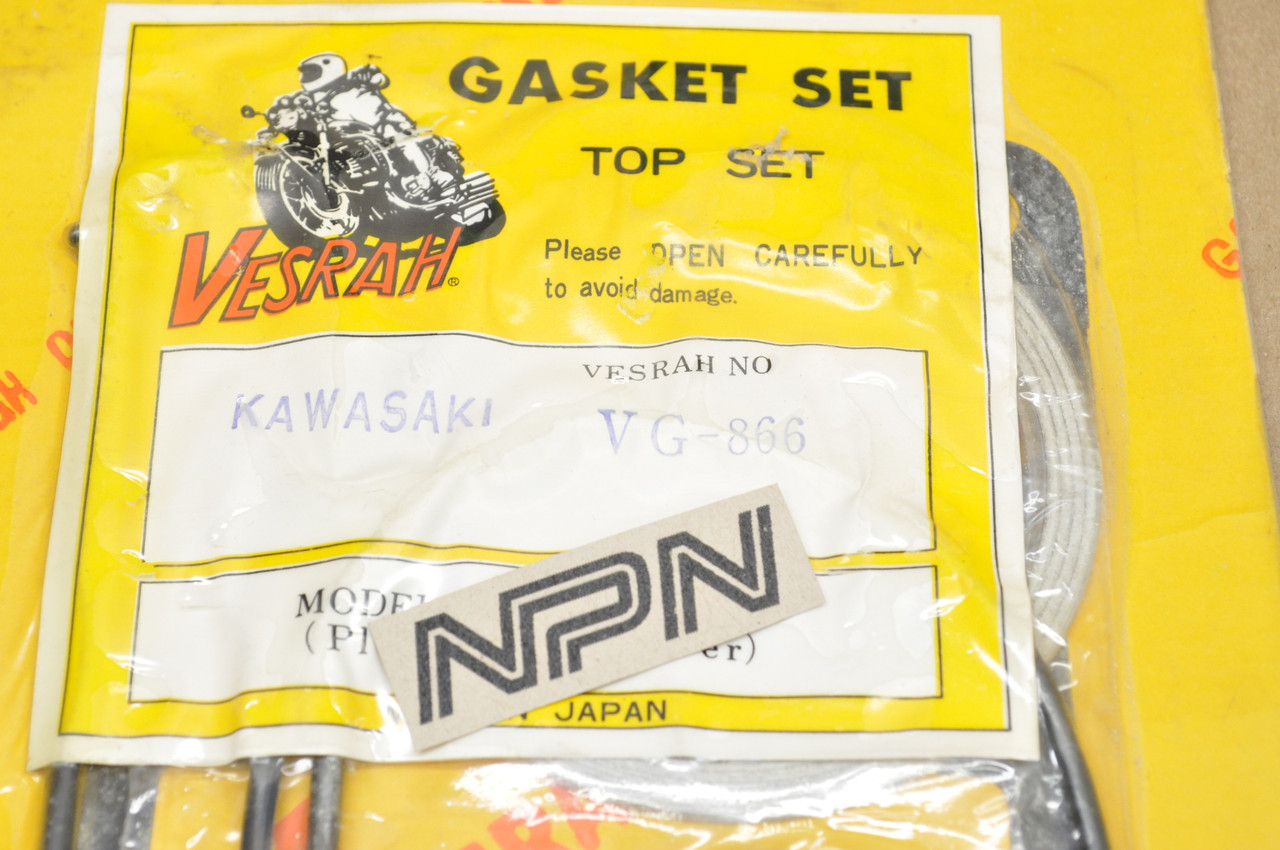 GASKET SET
TOP SET
VESRAH®
Please OPEN CAREFULLY
to avoid damage.
VESRAH NO
KAWASAKI
VG-866
NPN
JAPAN